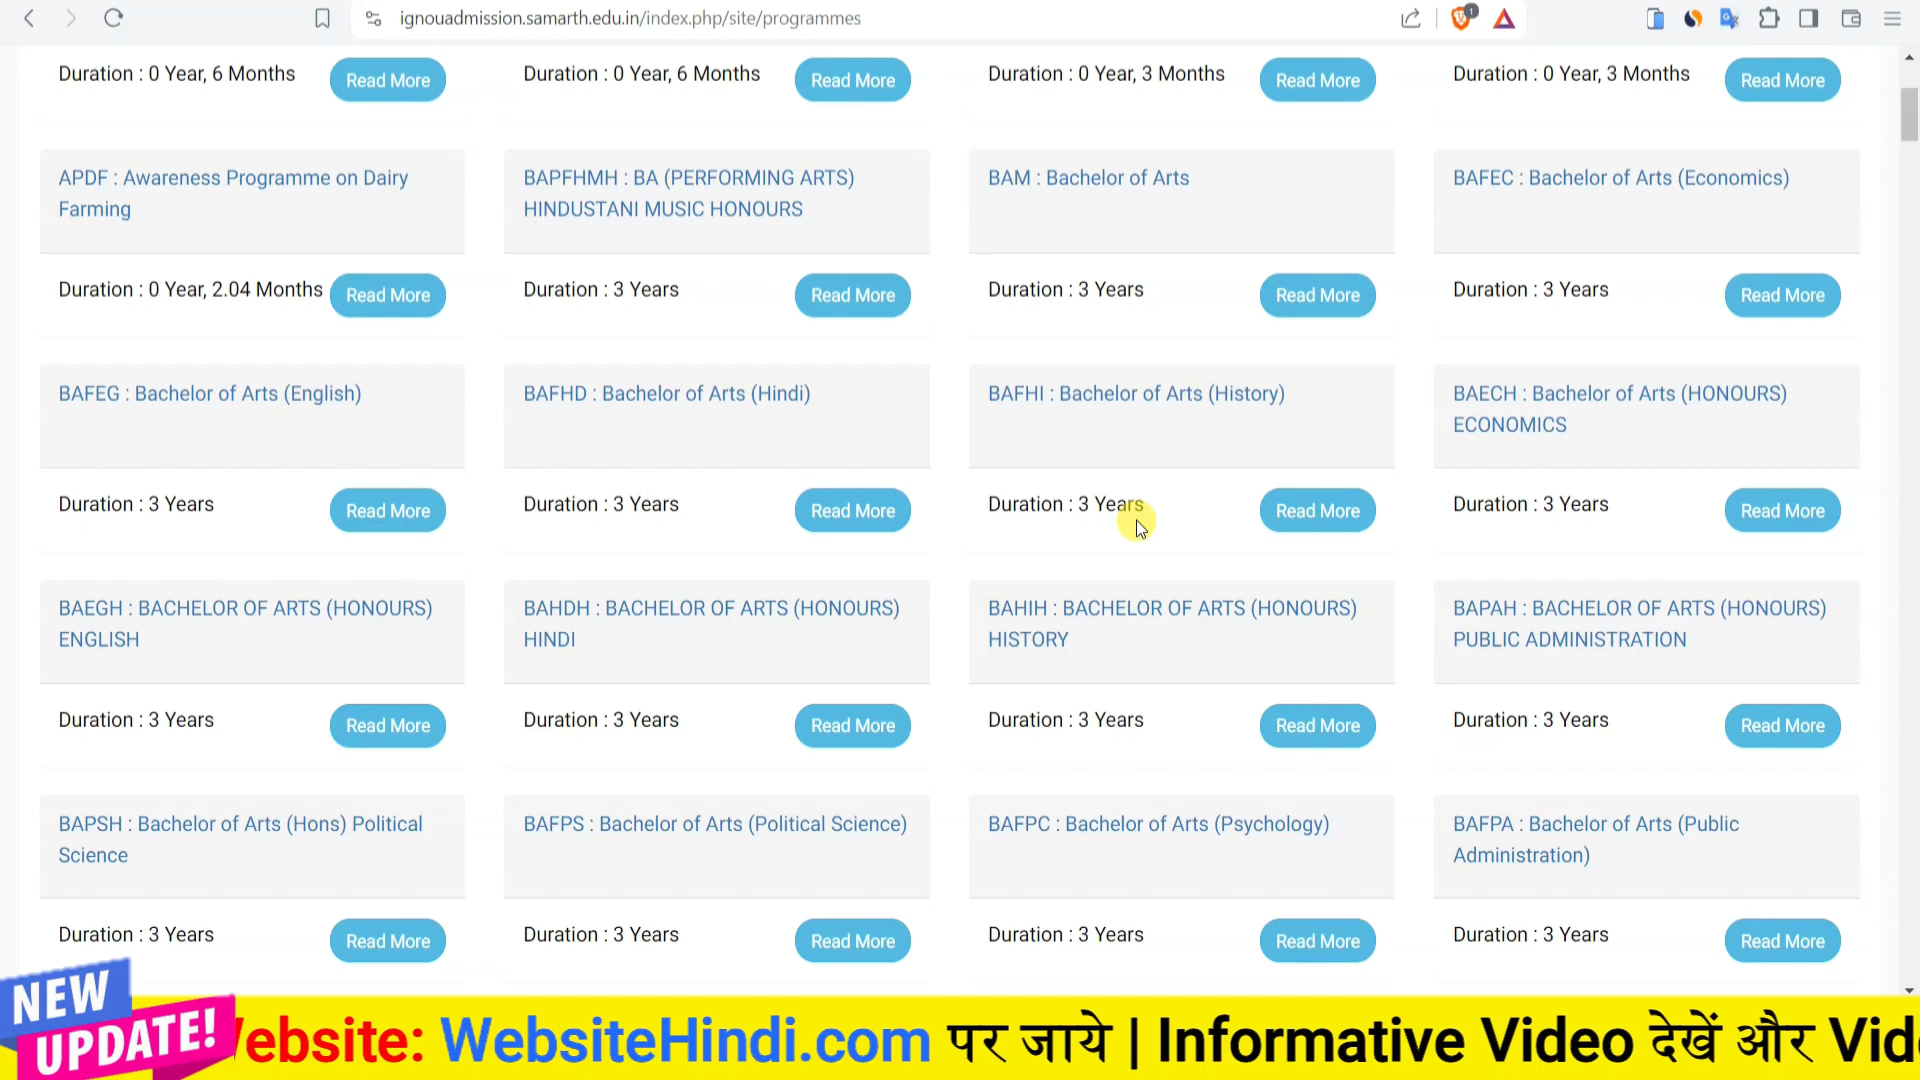 ignouadmission.samarth.edu.in/index.php/site/programmes
1
Duration : 0 Year, 6 Months
Read More
Duration : 0 Year, 6 Months
Read More
Duration : 0 Year, 3 Months
Read More
Duration : 0 Year, 3 Months
Read More
APDF : Awareness Programme on Dairy
Farming
BAPFHMH : BA (PERFORMING ARTS)
HINDUSTANI MUSIC HONOURS
BAM : Bachelor of Arts
BAFEC : Bachelor of Arts (Economics)
Duration : 0 Year, 2.04 Months
Read More
Duration : 3 Years
Read More
Duration : 3 Years
Read More
Duration : 3 Years
Read More
BAFEG : Bachelor of Arts (English)
BAFHD : Bachelor of Arts (Hindi)
BAFHI : Bachelor of Arts (History)
BAECH : Bachelor of Arts (HONOURS)
ECONOMICS
Duration : 3 Years
Read More
Duration : 3 Years
Read More
Duration : 3 Years
Read More
Duration : 3 Years
Read More
BAEGH : BACHELOR OF ARTS (HONOURS)
ENGLISH
BAHDH : BACHELOR OF ARTS (HONOURS)
HINDI
BAHIH : BACHELOR OF ARTS (HONOURS)
HISTORY
BAPAH : BACHELOR OF ARTS (HONOURS)
PUBLIC ADMINISTRATION
Duration : 3 Years
Read More
Duration : 3 Years
Read More
Duration : 3 Years
Read More
Duration : 3 Years
Read More
BAPSH : Bachelor of Arts (Hons) Political
Science
BAFPS : Bachelor of Arts (Political Science)
BAFPC : Bachelor of Arts (Psychology)
BAFPA : Bachelor of Arts (Public
Administration)
Duration : 3 Years
Read More
Duration : 3 Years
Read More
Duration : 3 Years
Read More
Duration : 3 Years
Read More
NEW
UPDATE!
ebsite: WebsiteHindi.com पर जाये | Informative Video देखें और Vid